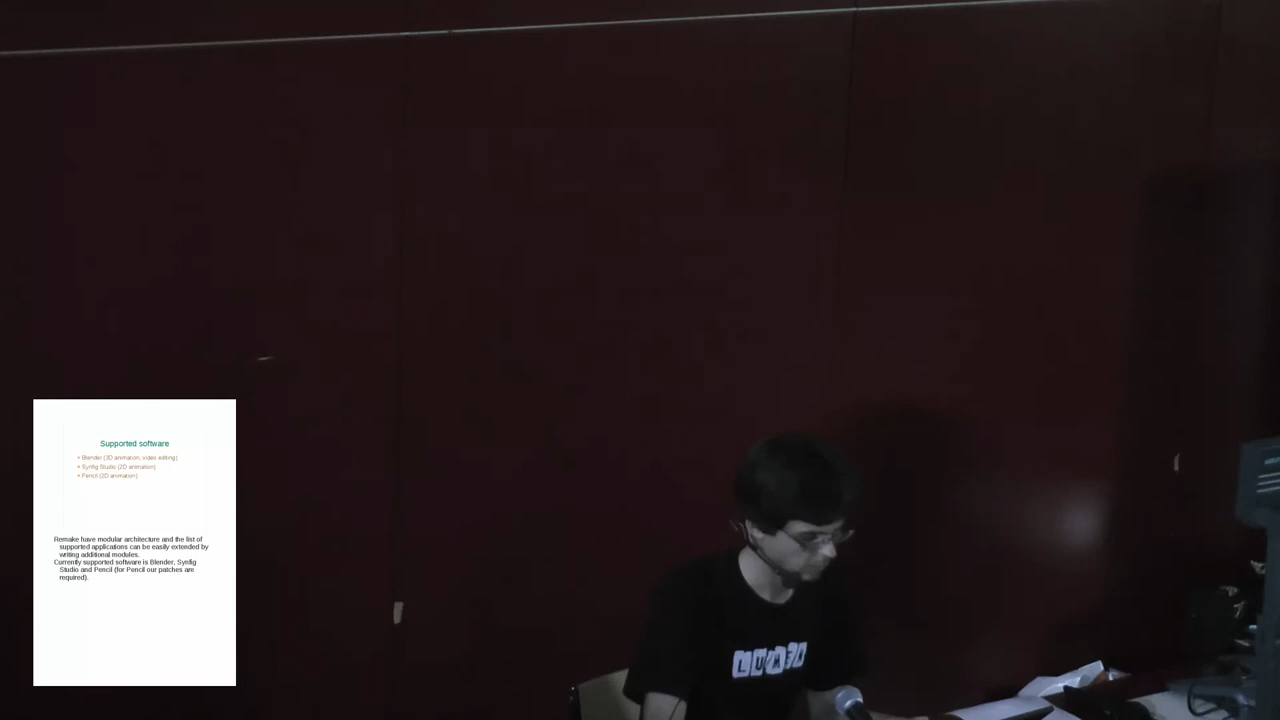 Supported software
Blender (3D animation, video editing)
Synfig Studio (2D animation)
Pencil (2D animation)
Remake have modular architecture and the list of
supported applications can be easily extended by
writing additional modules.
Currently supported software is Blender, Synfig
Studio and Pencil (for Pencil our patches are
required).